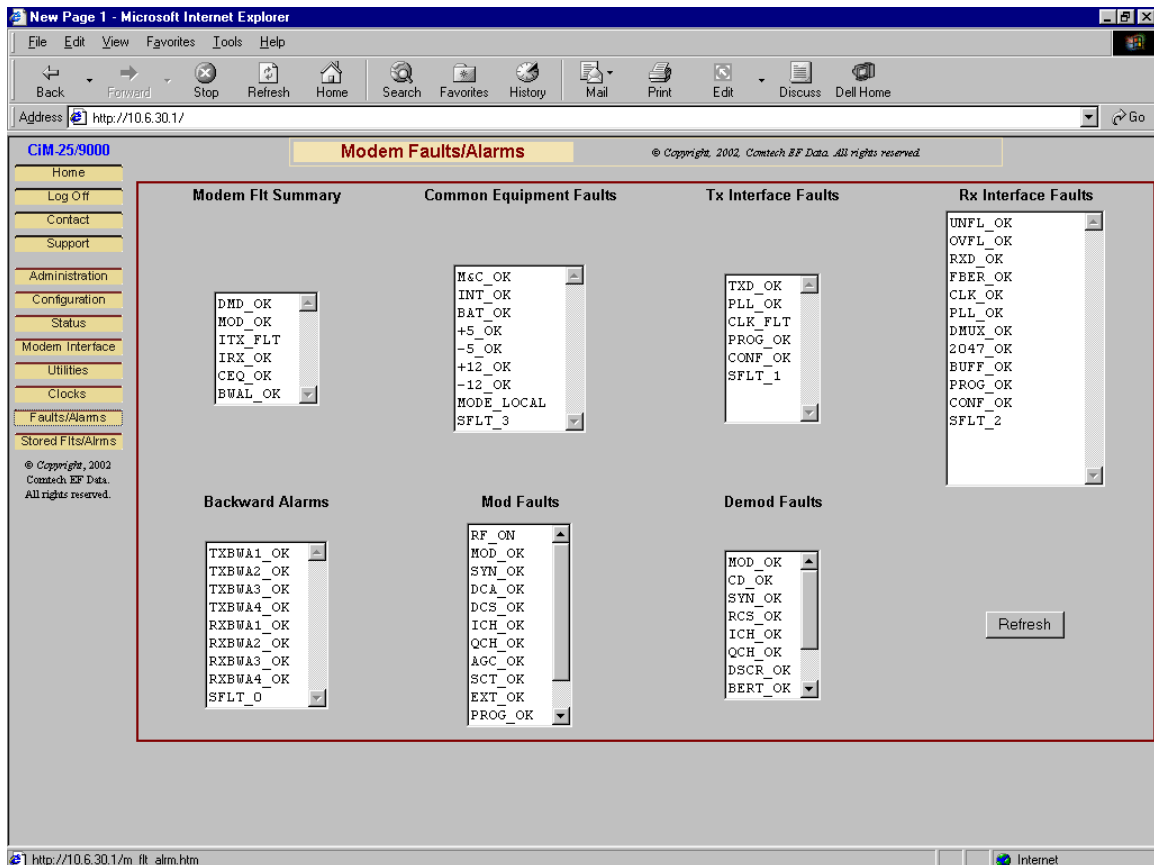 New Page 1 - Microsoft Internet Explorer
File Edit View Favorites Tools Help
Back Forward Stop Refresh Home Search Favorites History Mail Print Edit Discuss Dell Home
Address http://10.6.30.1/ Go
CiM-25/9000
Home
Log Off
Contact
Support
Administration
Configuration
Status
Modem Interface
Utilities
Clocks
Faults/Alarms
Stored Flts/Alrms
© Copyright, 2002
Comtech EF Data.
All rights reserved.
Modem Faults/Alarms
© Copyright, 2002, Comtech EF Data. All rights reserved.
Modem Flt Summary
DMD_OK
MOD_OK
ITX_FLT
IRX_OK
CEQ_OK
BWAL_OK
Common Equipment Faults
M&C_OK
INT_OK
BAT_OK
+5_OK
-5_OK
+12_OK
-12_OK
MODE_LOCAL
SFLT_3
Tx Interface Faults
TXD_OK
PLL_OK
CLK_FLT
PROG_OK
CONF_OK
SFLT_1
Rx Interface Faults
UNFL_OK
OVFL_OK
RXD_OK
FBER_OK
CLK_OK
PLL_OK
DMUX_OK
2047_OK
BUFF_OK
PROG_OK
CONF_OK
SFLT_2
Backward Alarms
TXBWA1_OK
TXBWA2_OK
TXBWA3_OK
TXBWA4_OK
RXBWA1_OK
RXBWA2_OK
RXBWA3_OK
RXBWA4_OK
SFLT_0
Mod Faults
RF_ON
MOD_OK
SYN_OK
DCA_OK
DCS_OK
ICH_OK
QCH_OK
AGC_OK
SCT_OK
EXT_OK
PROG_OK
Demod Faults
MOD_OK
CD_OK
SYN_OK
RCS_OK
ICH_OK
QCH_OK
DSCR_OK
BERT_OK
Refresh
http://10.6.30.1/m_flt_alrm.htm
Internet